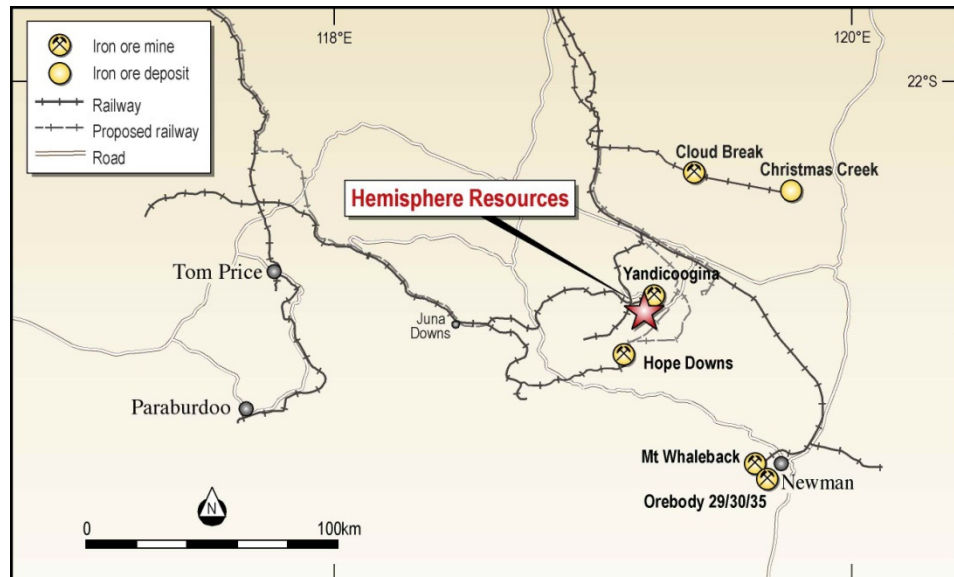 118°E
120°E
22°S
Iron ore mine
Iron ore deposit
Railway
Proposed railway
Road
Cloud Break
Christmas Creek
Hemisphere Resources
Tom Price
Yandicoogina
Juna
Downs
Hope Downs
Paraburdoo
Mt Whaleback
Newman
Orebody 29/30/35
N
0
100km